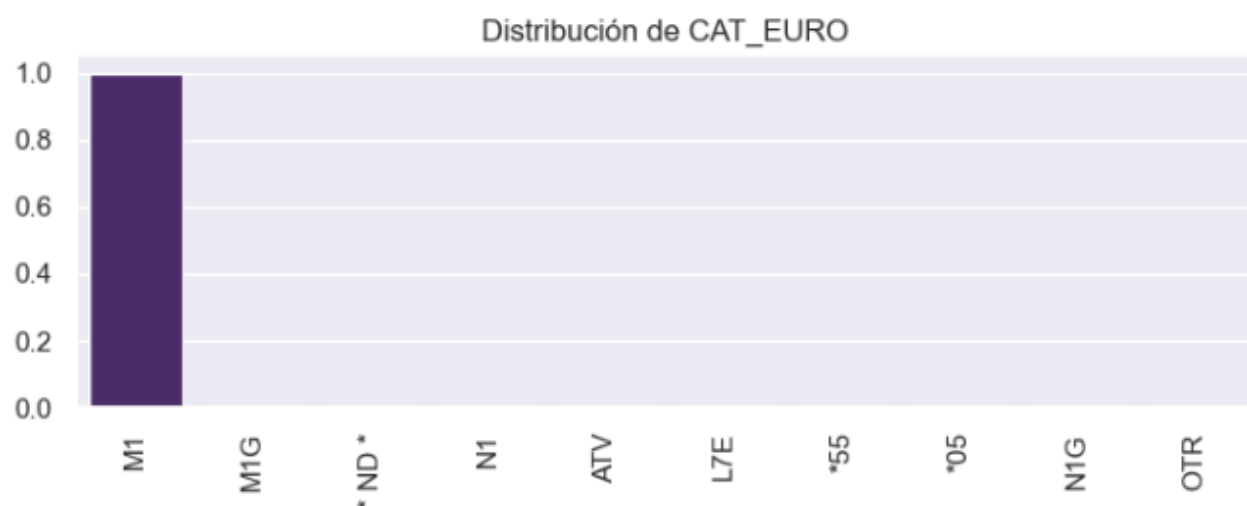 Distribución de CAT_EURO
1.0
0.8
0.6
0.4
0.2
0.0
M1
M1G
* ND *
N1
ATV
L7E
*55
*05
N1G
OTR